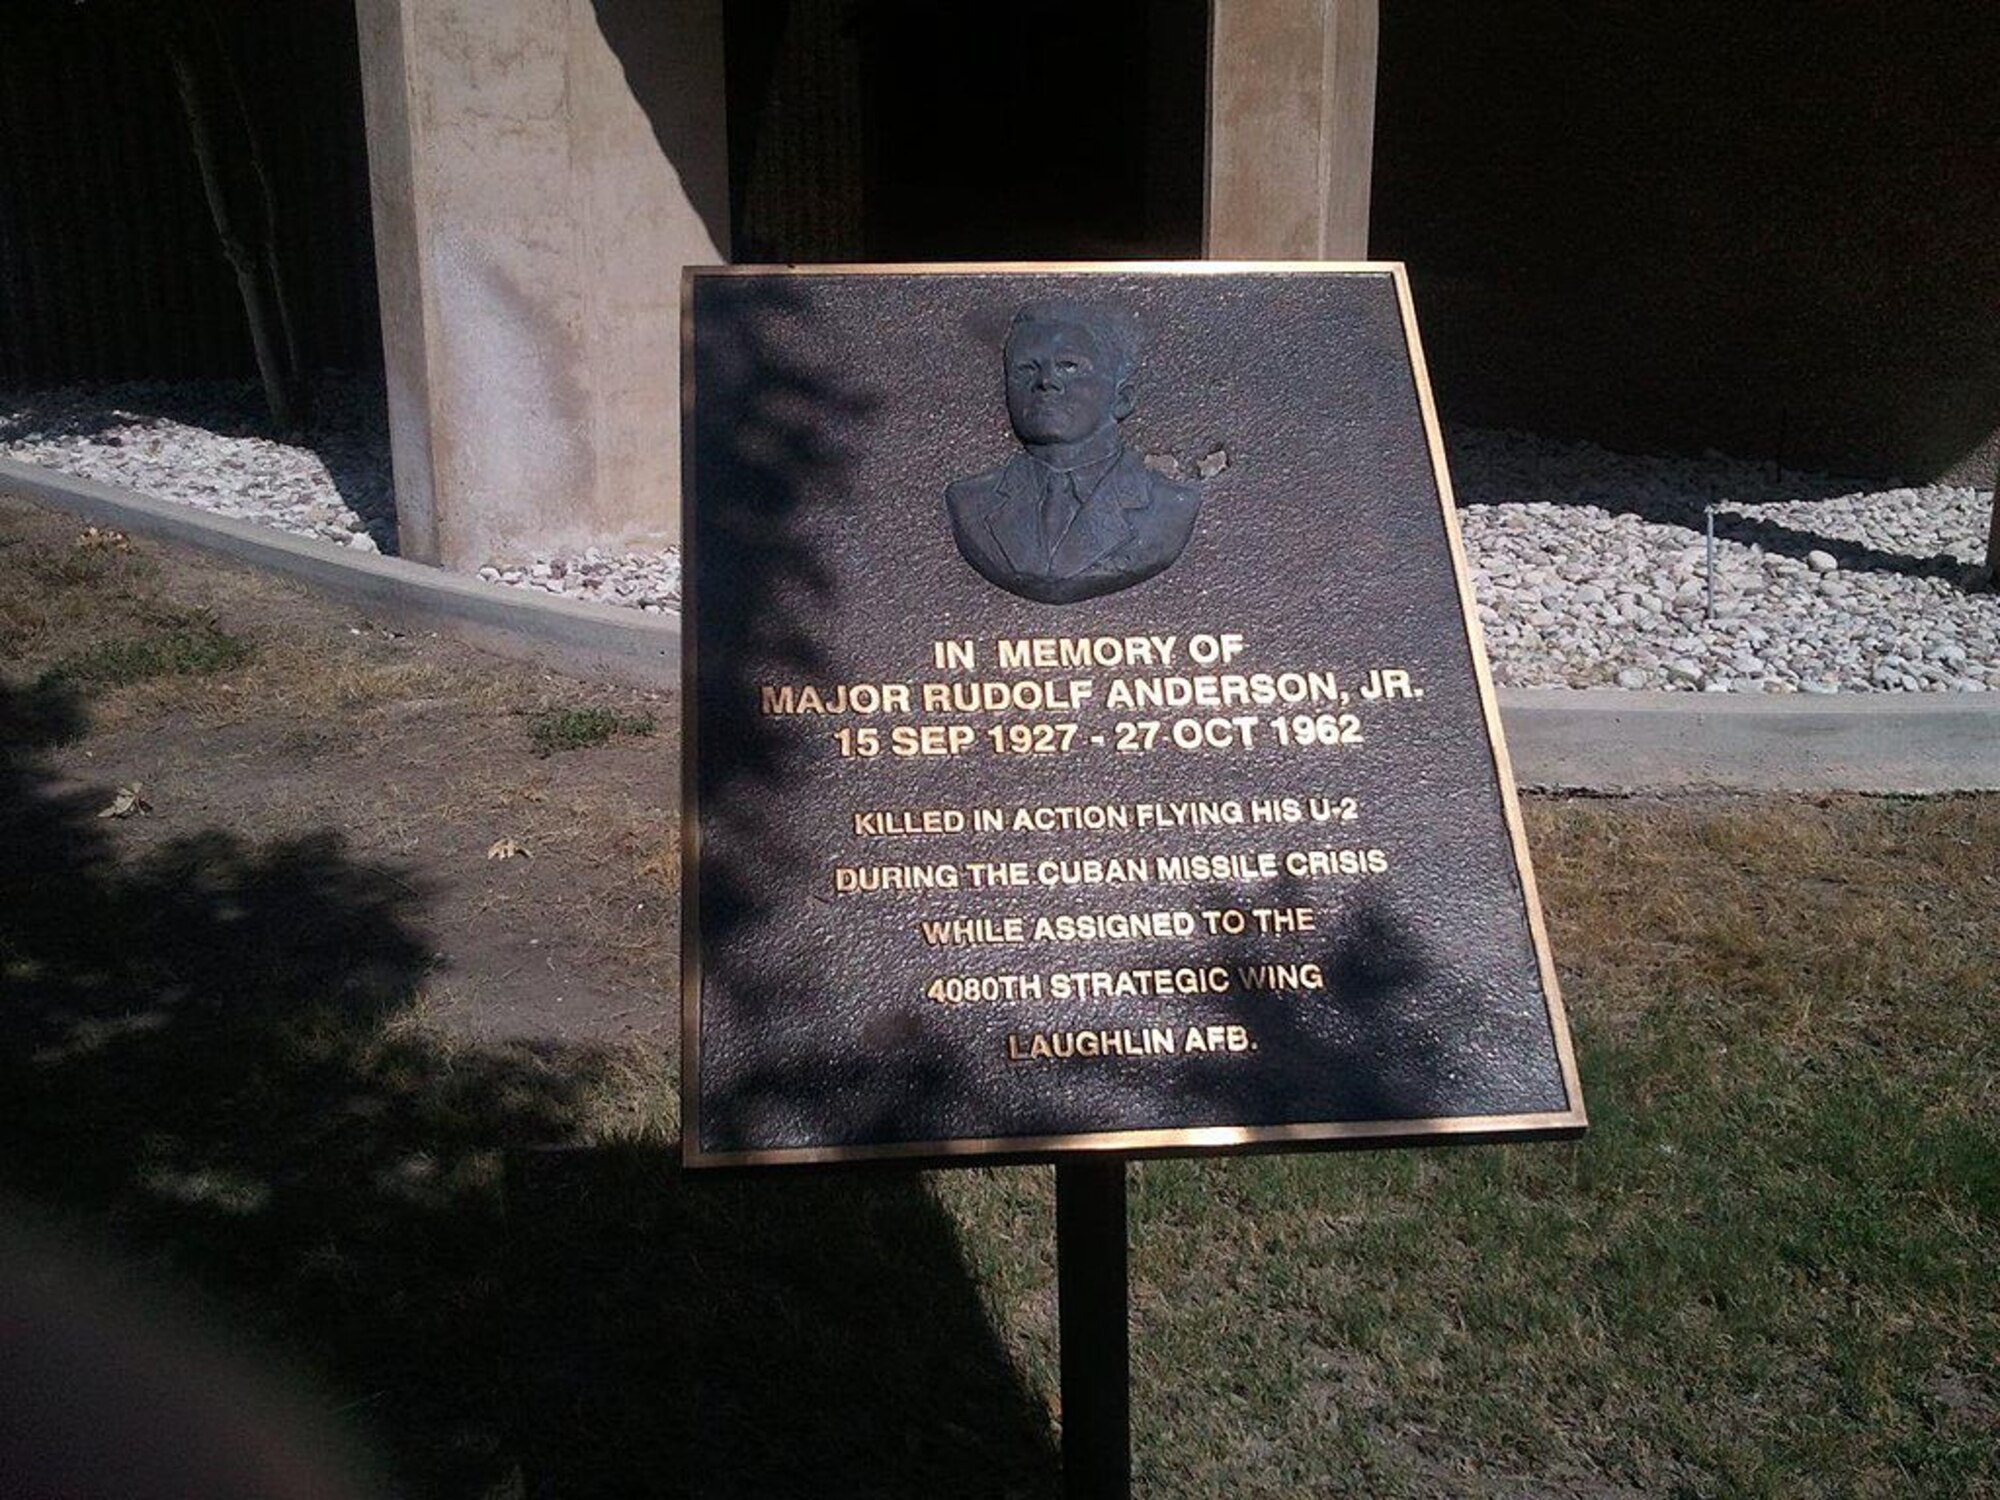 IN MEMORY OF
MAJOR RUDOLF ANDERSON, JR.
15 SEP 1927 - 27 OCT 1962
KILLED IN ACTION FLYING HIS U-2
DURING THE CUBAN MISSILE CRISIS
WHILE ASSIGNED TO THE
4080TH STRATEGIC WING
LAUGHLIN AFB.